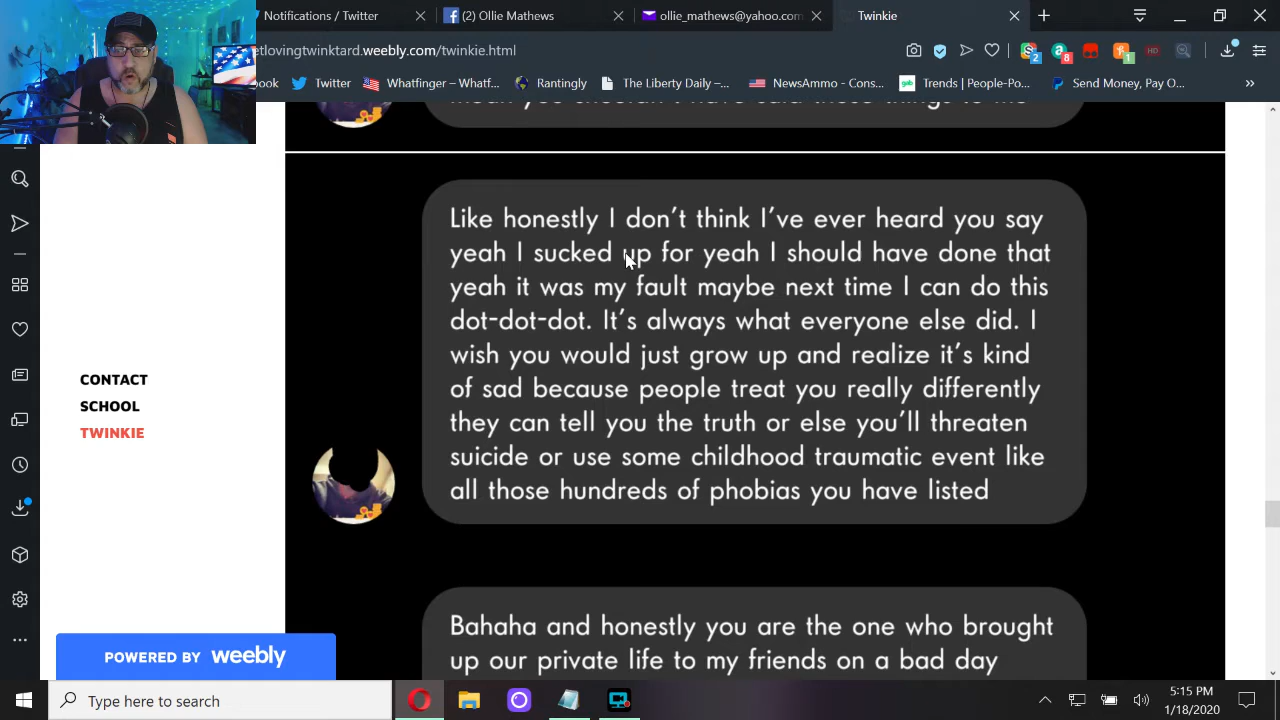 Notifications / Twitter
(2) Ollie Mathews
ollie_mathews@yahoo.com
Twinkie
etlovingtwinktard.weebly.com/twinkie.html
2
8
1
HD
ook
Twitter
Whatfinger – Whatf...
Rantingly
The Liberty Daily –...
NewsAmmo - Cons...
gab
Trends | People-Po...
Send Money, Pay O...
Like honestly I don't think I've ever heard you say
yeah I sucked up for yeah I should have done that
yeah it was my fault maybe next time I can do this
dot-dot-dot. It's always what everyone else did. I
wish you would just grow up and realize it's kind
of sad because people treat you really differently
they can tell you the truth or else you'll threaten
suicide or use some childhood traumatic event like
all those hundreds of phobias you have listed
CONTACT
SCHOOL
TWINKIE
Bahaha and honestly you are the one who brought
up our private life to my friends on a bad day
POWERED BY weebly
Type here to search
5:15 PM
1/18/2020